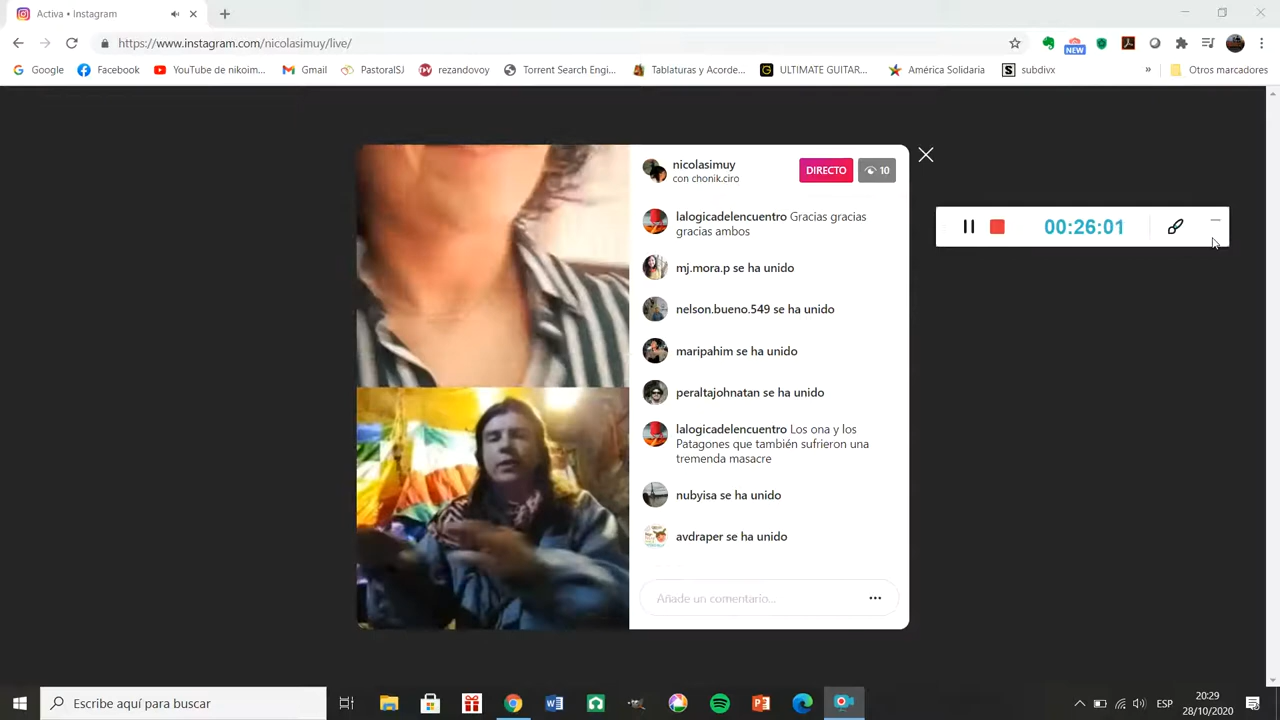 Activa • Instagram
https://www.instagram.com/nicolasimuy/live/
NEW
Google
Facebook
YouTube de nikoim...
Gmail
PastoralSJ
rezandovoy
Torrent Search Engi...
Tablaturas y Acorde...
ULTIMATE GUITAR...
América Solidaria
subdivx
»
Otros marcadores
nicolasimuy
con chonik.ciro
DIRECTO
10
lalogicadelencuentro Gracias gracias
gracias ambos
mj.mora.p se ha unido
nelson.bueno.549 se ha unido
maripahim se ha unido
peraltajohnatan se ha unido
lalogicadelencuentro Los ona y los
Patagones que también sufrieron una
tremenda masacre
nubyisa se ha unido
avdraper se ha unido
Añade un comentario...
00:26:01
Escribe aquí para buscar
ESP
20:29
28/10/2020